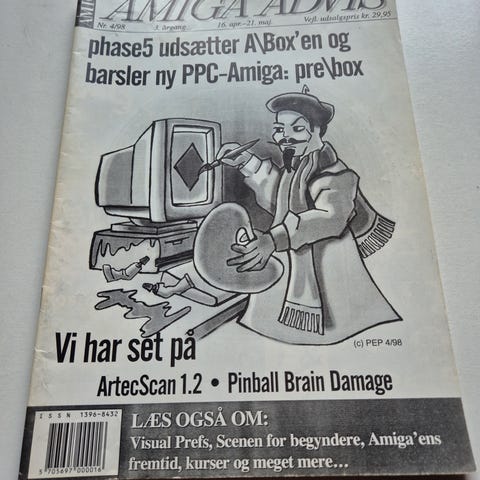 AMIGA ADVIS
Nr. 4/98 3. årgang. 16. apr.-21. maj. Vejl. udsalgspris kr. 29,95
phase5 udsætter A\Box'en og
barsler ny PPC-Amiga: pre\box
(c) PEP 4/98
Vi har set på
ArtecScan 1.2 • Pinball Brain Damage
ISSN 1396-8432
LÆS OGSÅ OM:
Visual Prefs, Scenen for begyndere, Amiga'ens
fremtid, kurser og meget mere...
5 705697 000016